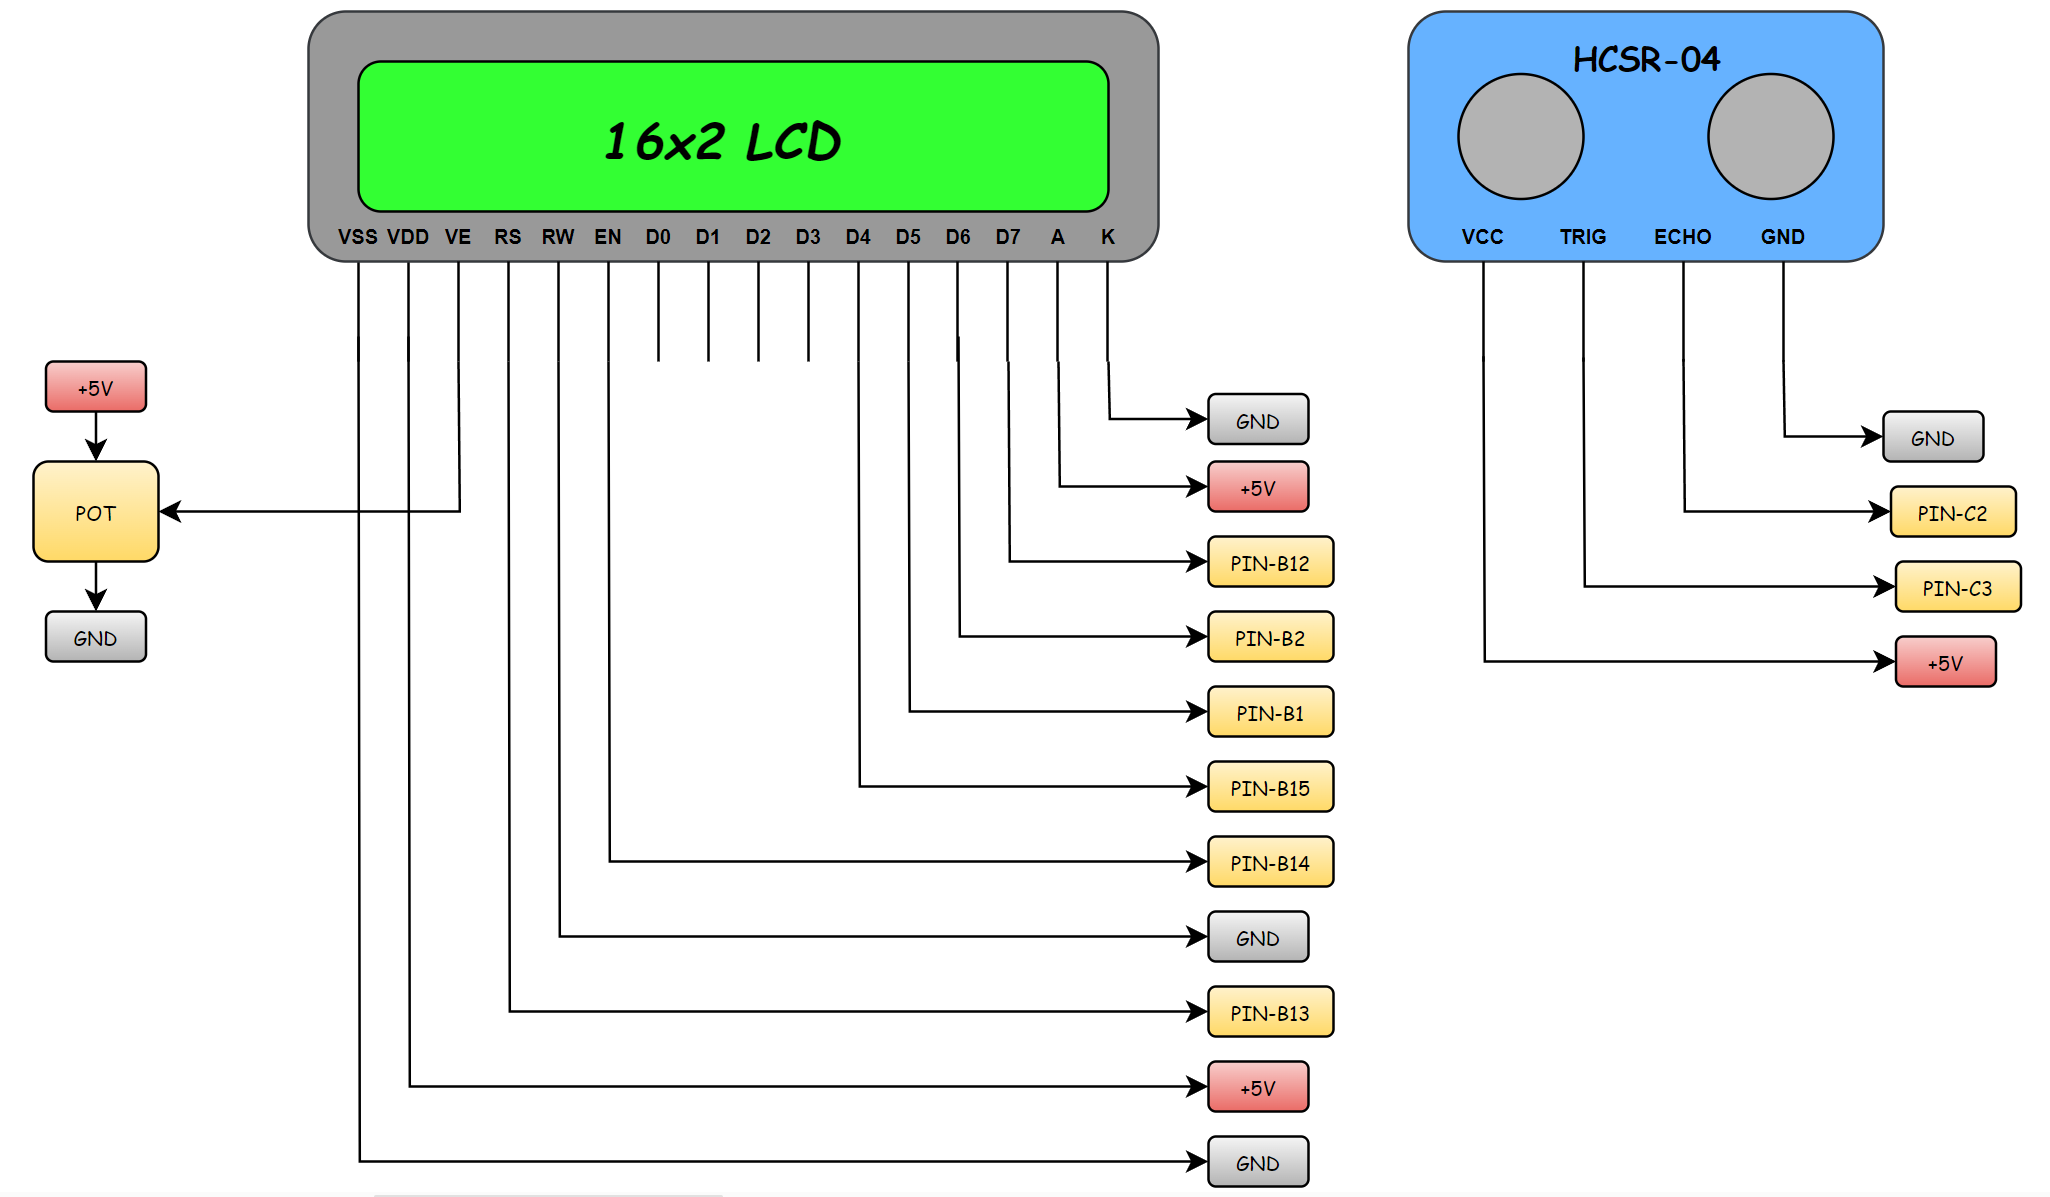 HCSR-04
16x2 LCD
VSS VDD VE RS RW EN D0 D1 D2 D3 D4 D5 D6 D7 A K
VCC TRIG ECHO GND
+5V
POT
GND
GND
+5V
PIN-B12
PIN-B2
PIN-B1
PIN-B15
PIN-B14
GND
PIN-B13
+5V
GND
GND
PIN-C2
PIN-C3
+5V